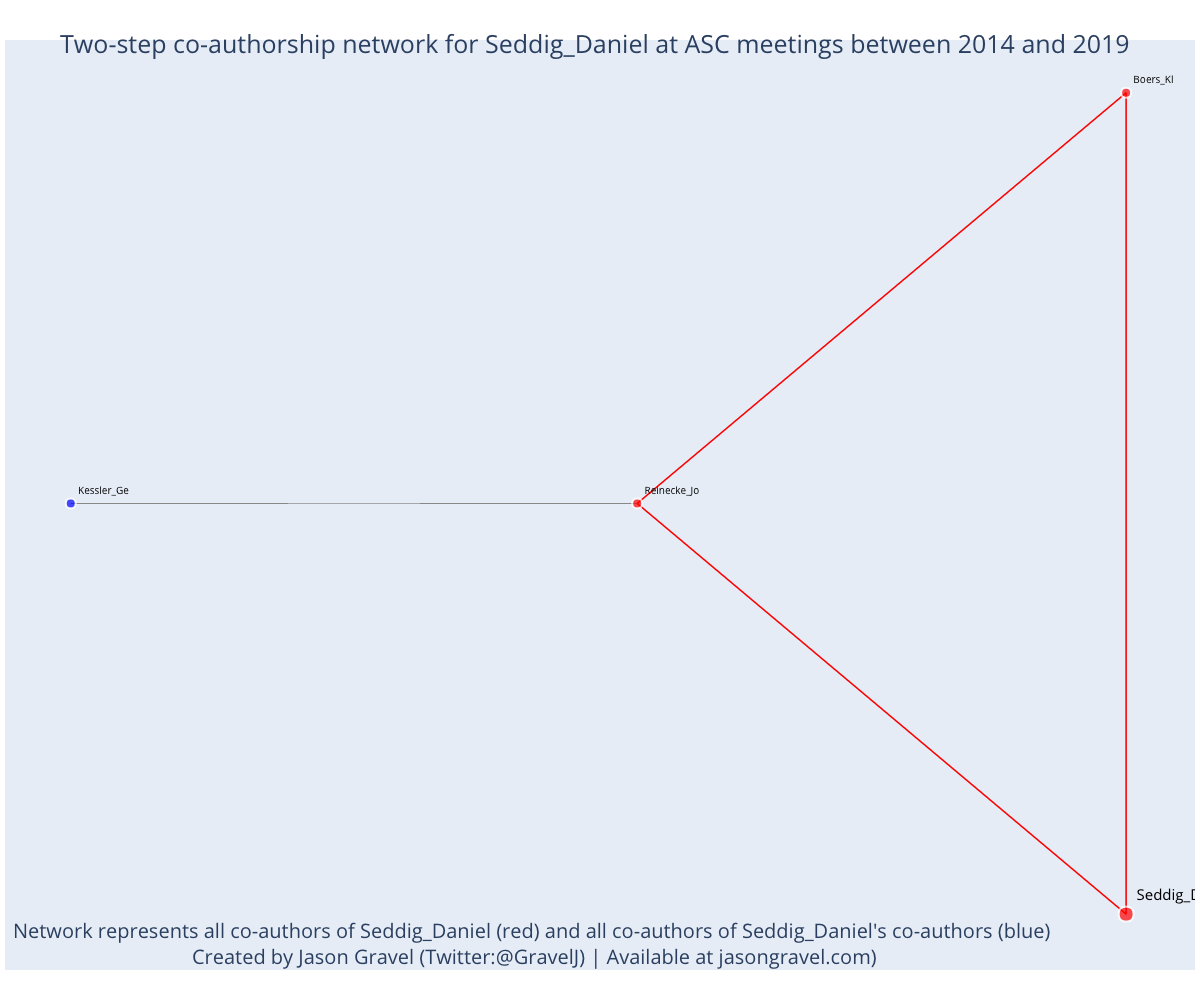 Two-step co-authorship network for Seddig_Daniel at ASC meetings between 2014 and 2019
Boers_Kl
Kessler_Ge
Reinecke_Jo
Seddig_D
Network represents all co-authors of Seddig_Daniel (red) and all co-authors of Seddig_Daniel's co-authors (blue)
Created by Jason Gravel (Twitter:@GravelJ) | Available at jasongravel.com)